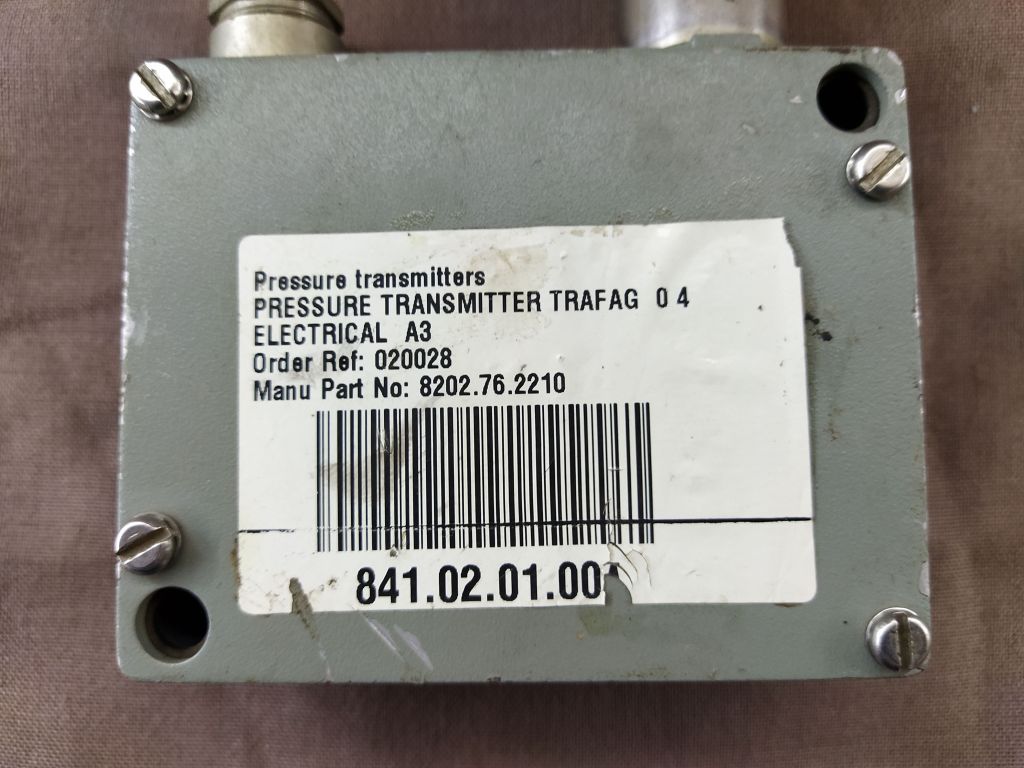 Pressure transmitters
PRESSURE TRANSMITTER TRAFAG 0 4
ELECTRICAL A3
Order Ref: 020028
Manu Part No: 8202.76.2210
841.02.01.00